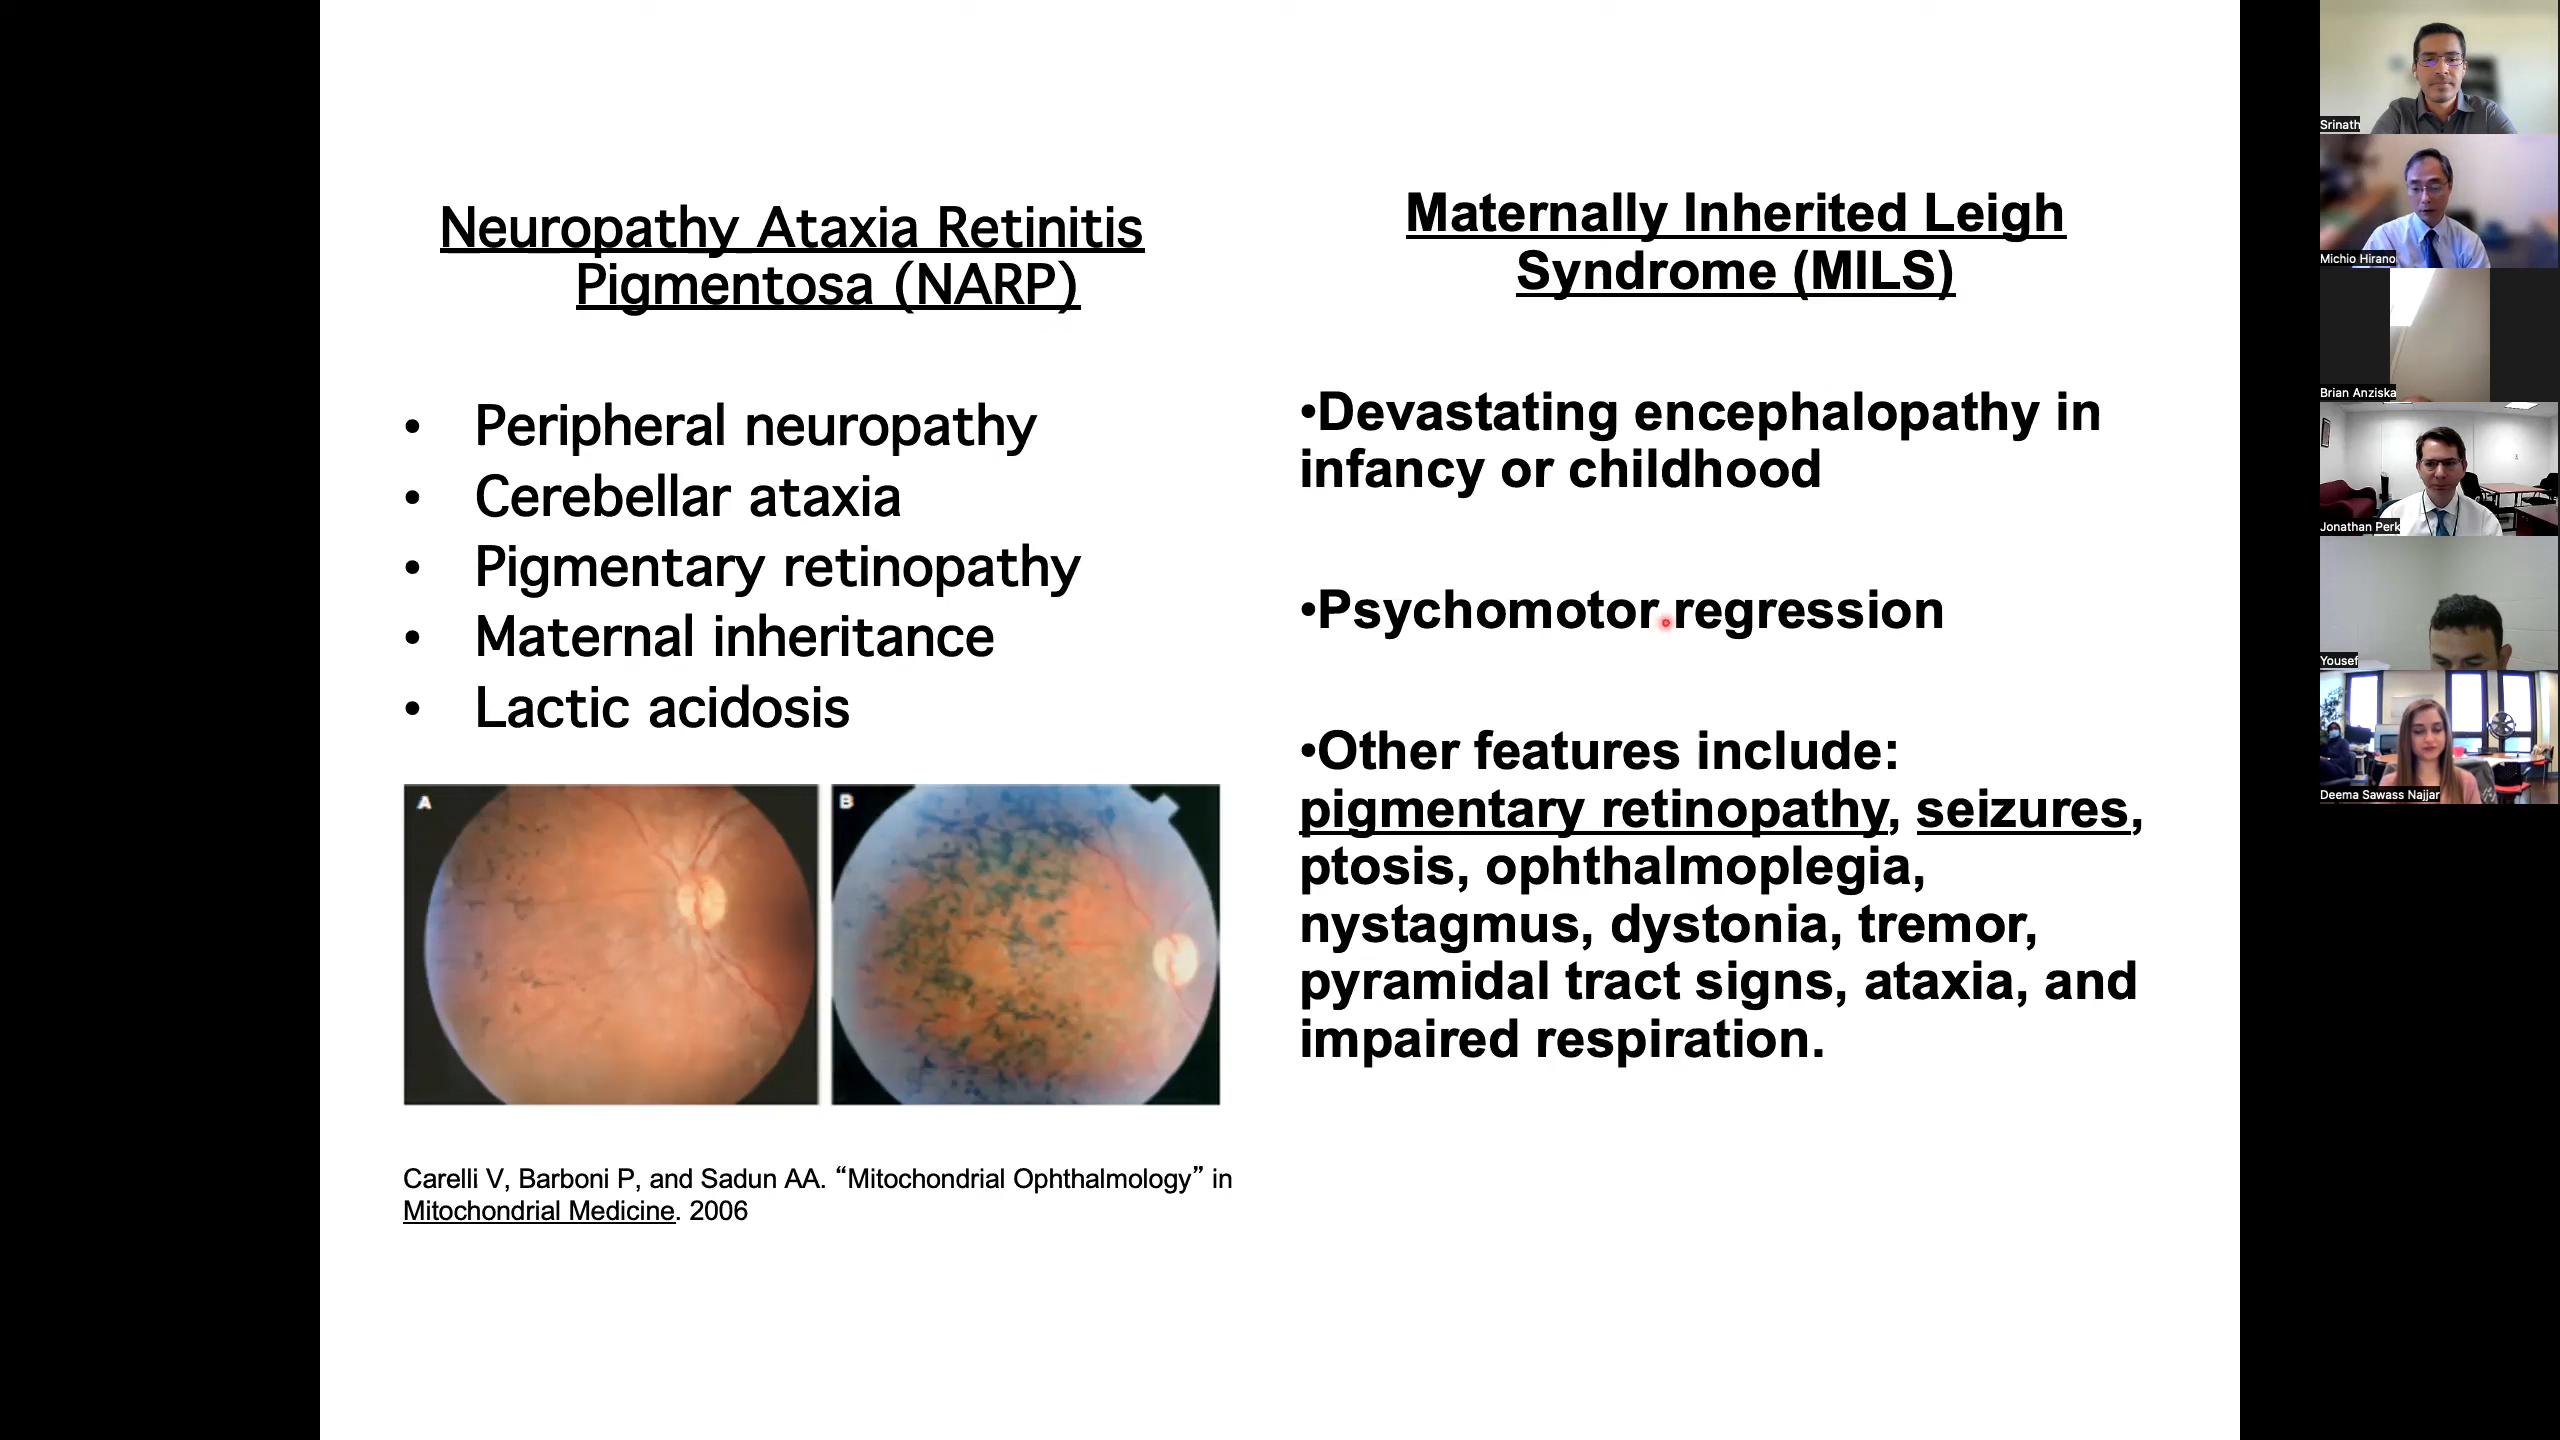 Neuropathy Ataxia Retinitis
Pigmentosa (NARP)
• Peripheral neuropathy
• Cerebellar ataxia
• Pigmentary retinopathy
• Maternal inheritance
• Lactic acidosis
A
B
Carelli V, Barboni P, and Sadun AA. “Mitochondrial Ophthalmology” in
Mitochondrial Medicine. 2006
Maternally Inherited Leigh
Syndrome (MILS)
•Devastating encephalopathy in
infancy or childhood
•Psychomotor regression
•Other features include:
pigmentary retinopathy, seizures,
ptosis, ophthalmoplegia,
nystagmus, dystonia, tremor,
pyramidal tract signs, ataxia, and
impaired respiration.
Srinath
Michio Hirano
Brian Anziska
Jonathan Perk
Yousef
Deema Sawass Najjar